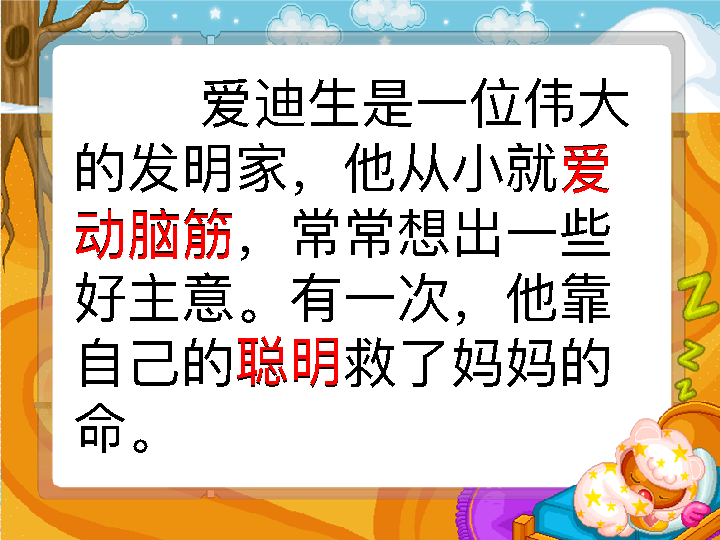 爱迪生是一位伟大
的发明家，他从小就爱
动脑筋，常常想出一些
好主意。有一次，他靠
自己的聪明救了妈妈的
命。
Z
Z
Z